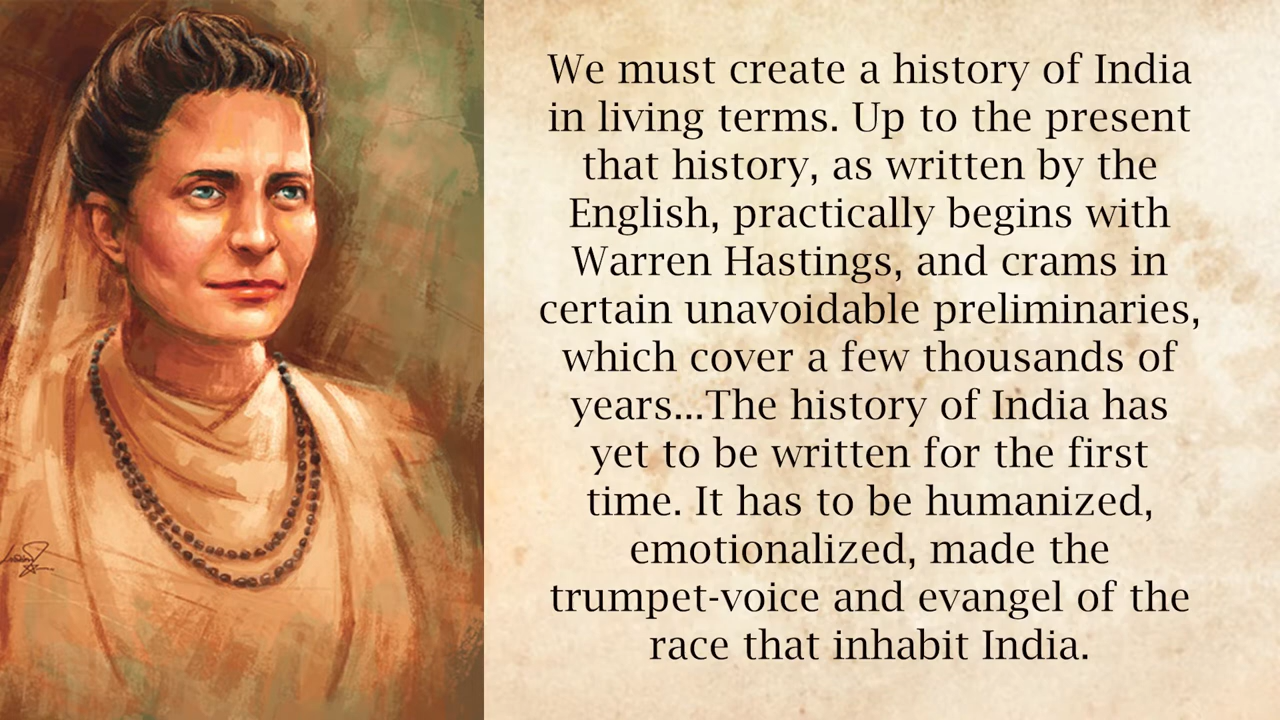 We must create a history of India
in living terms. Up to the present
that history, as written by the
English, practically begins with
Warren Hastings, and crams in
certain unavoidable preliminaries,
which cover a few thousands of
years...The history of India has
yet to be written for the first
time. It has to be humanized,
emotionalized, made the
trumpet-voice and evangel of the
race that inhabit India.